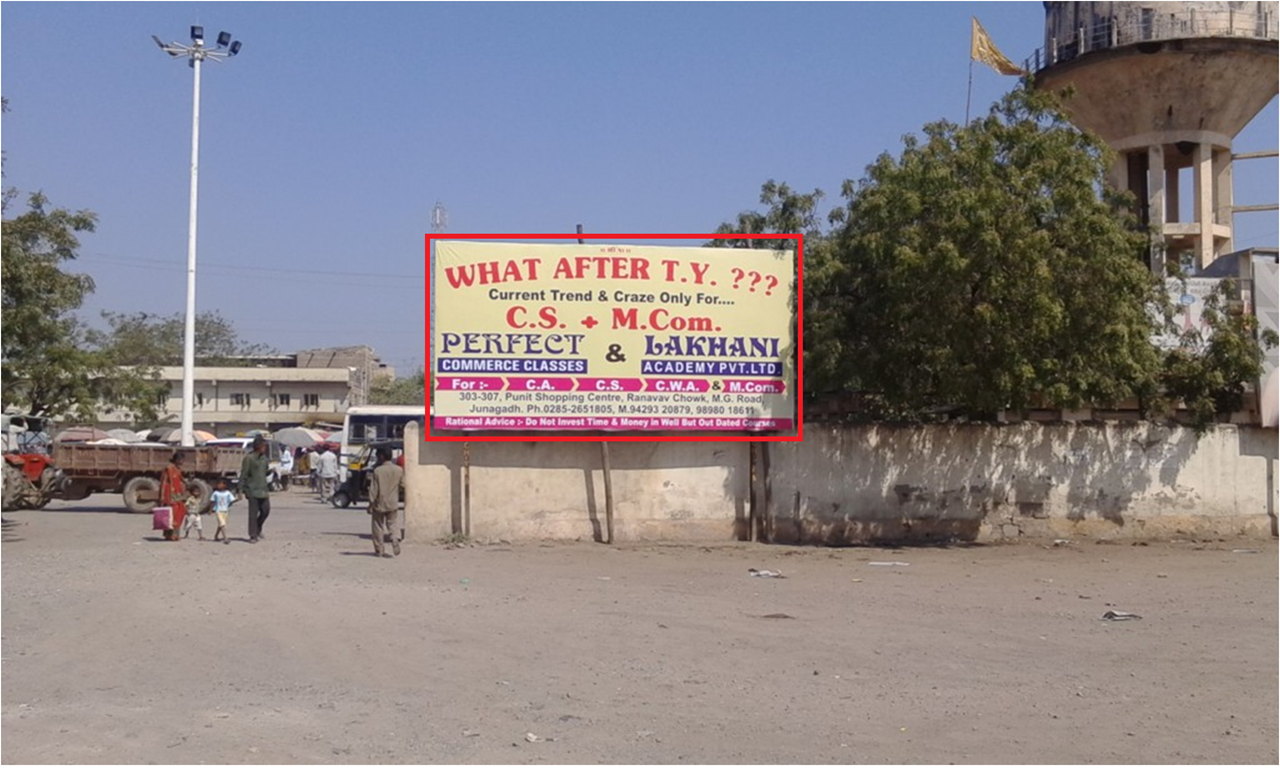 WHAT AFTER T.Y. ???
Current Trend & Craze Only For....
C.S. + M.Com.
PERFECT & LAKHANI
COMMERCE CLASSES ACADEMY PVT.LTD.
For :- C.A. C.S. C.W.A. & M.Com.
303-307, Punit Shopping Centre, Ranavav Chowk, M.G. Road,
Junagadh. Ph.0285-2651805, M.94293 20879, 98980 18611
Rational Advice :- Do Not Invest Time & Money in Well But Out Dated Courses